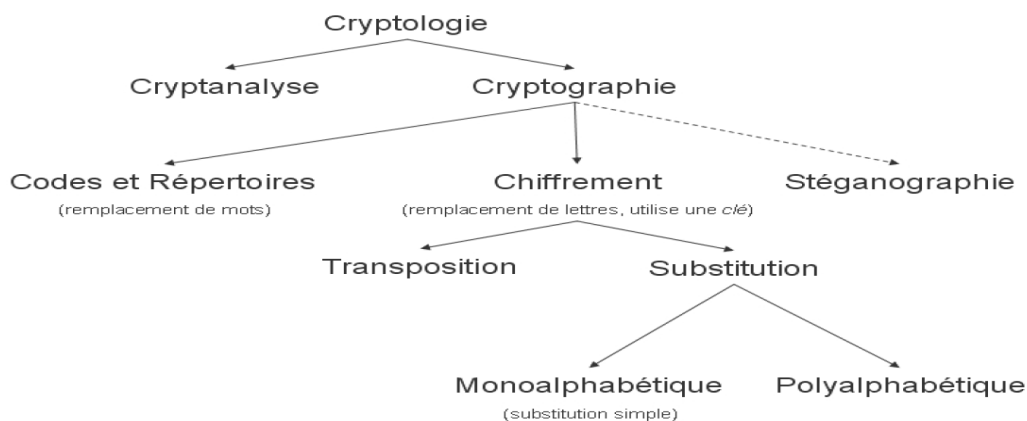 Cryptologie
Cryptanalyse
Cryptographie
Codes et Répertoires
(remplacement de mots)
Chiffrement
(remplacement de lettres, utilise une clé)
Stéganographie
Transposition
Substitution
Monoalphabétique
(substitution simple)
Polyalphabétique